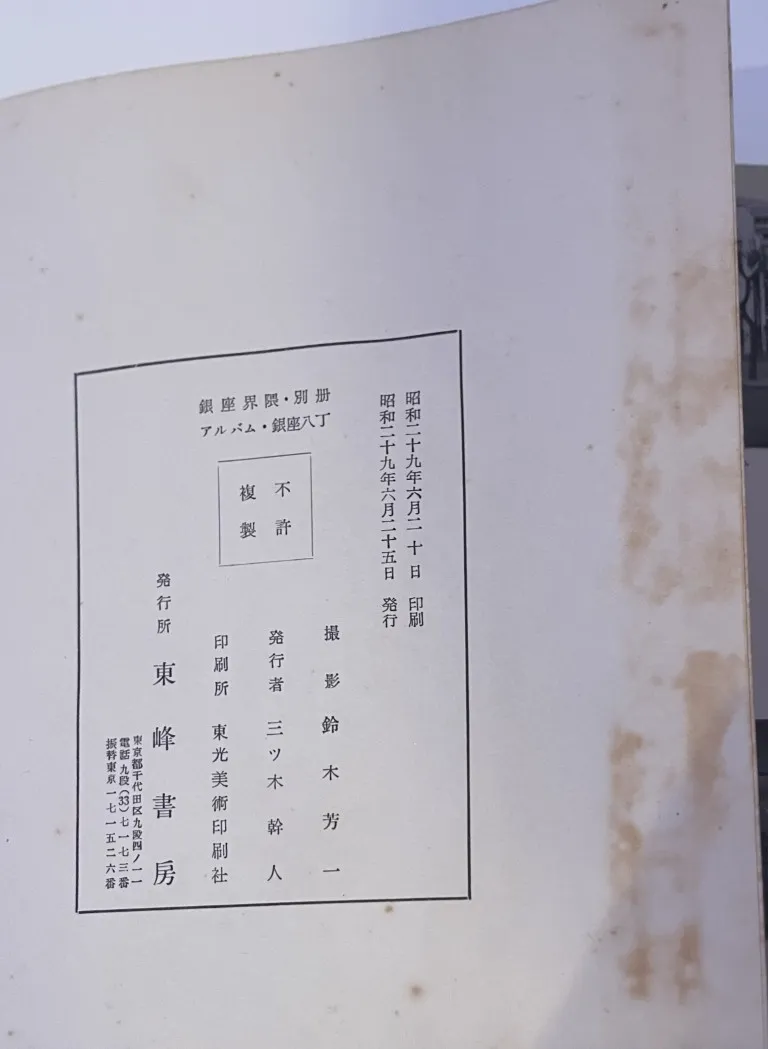 銀座界隈・別册
アルバム・銀座八丁
昭和二十九年六月二十日 印刷
昭和二十九年六月二十五日 発行
不許
複製
撮影 鈴木芳一
発行者 三ツ木幹人
印刷所 東光美術印刷社
発行所 東峰書房
東京都千代田区九段四ノ一一
電話九段(33)七一七三番
振替東京一七一五二六番